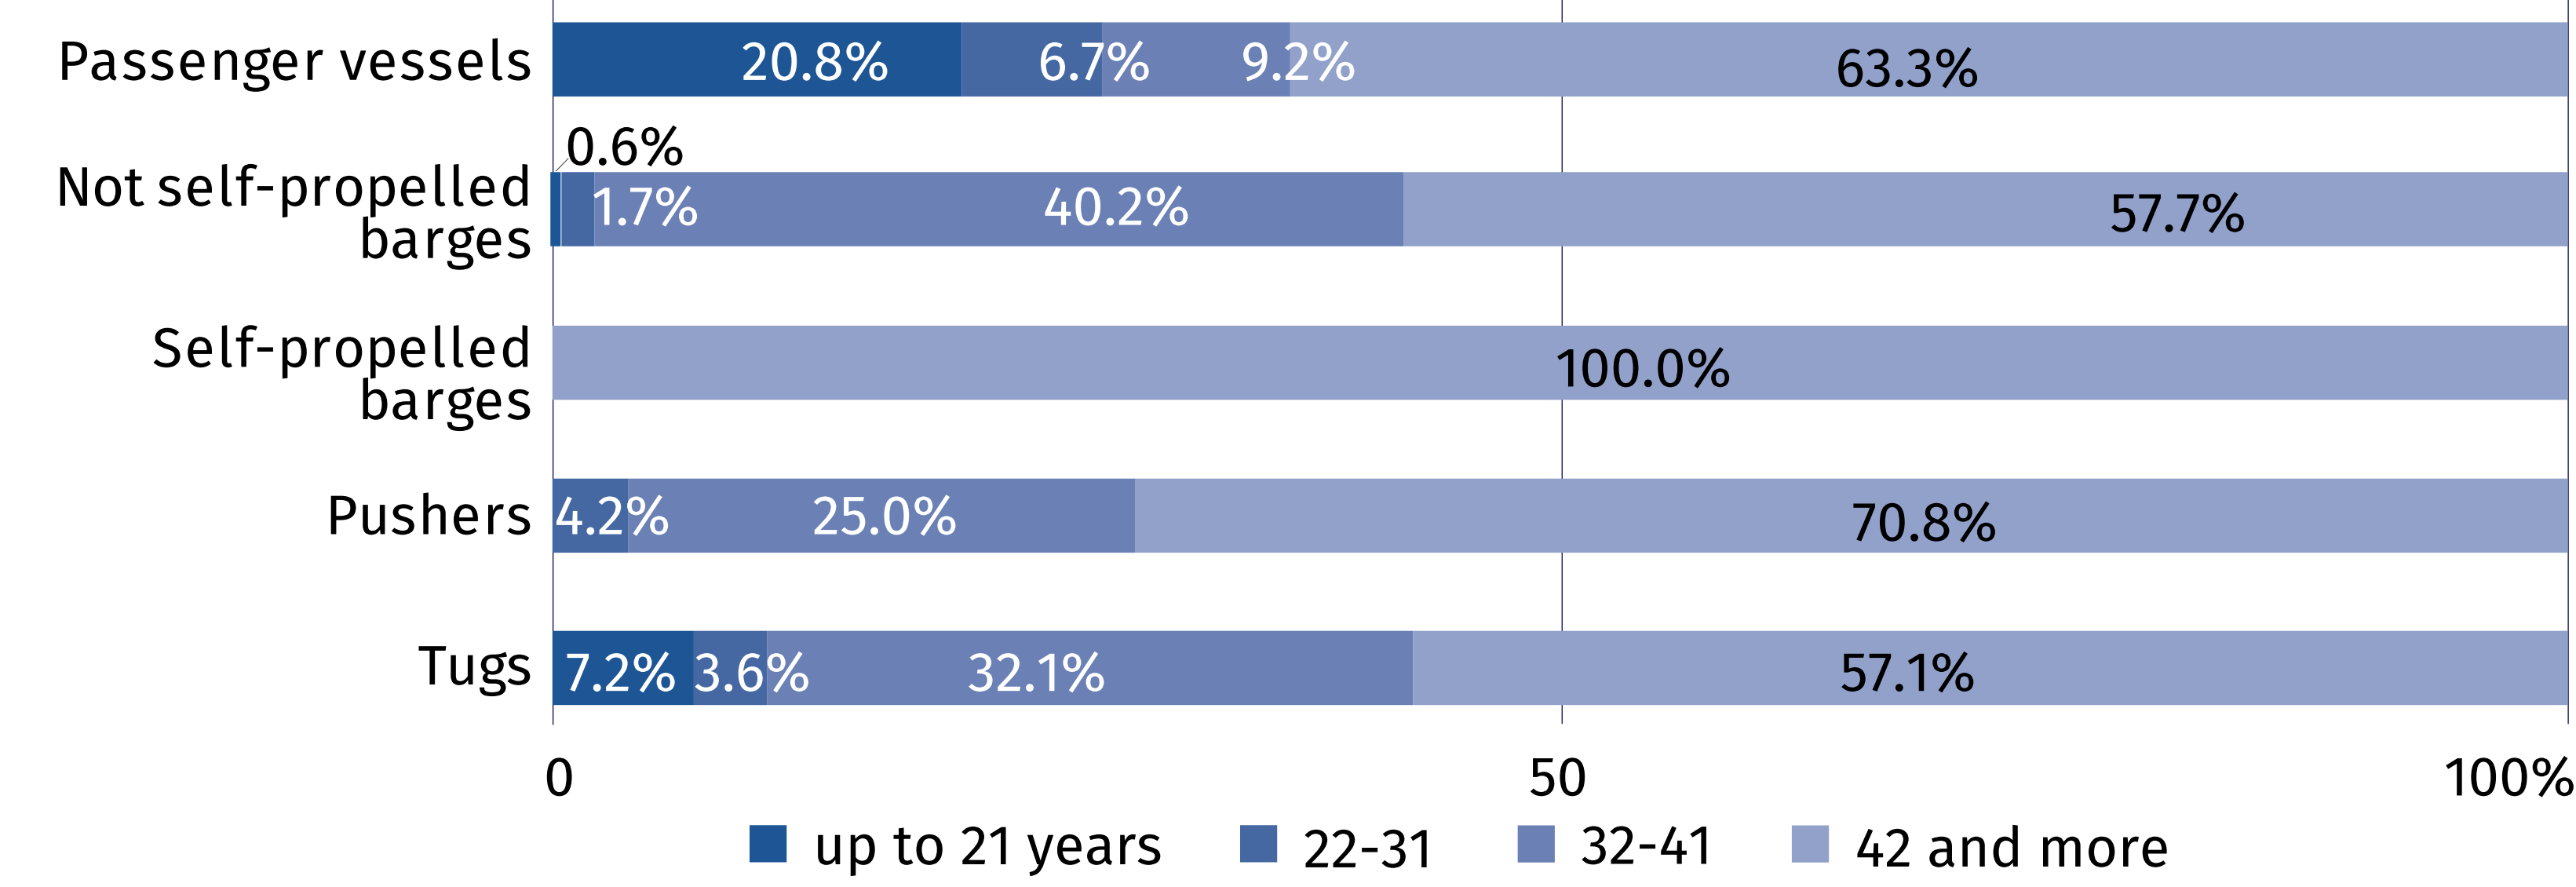 Passenger vessels 20.8% 6.7% 9.2% 63.3%
0.6%
Not self-propelled
barges 1.7% 40.2% 57.7%
Self-propelled
barges 100.0%
Pushers 4.2% 25.0% 70.8%
Tugs 7.2% 3.6% 32.1% 57.1%
0 50 100%
up to 21 years 22-31 32-41 42 and more